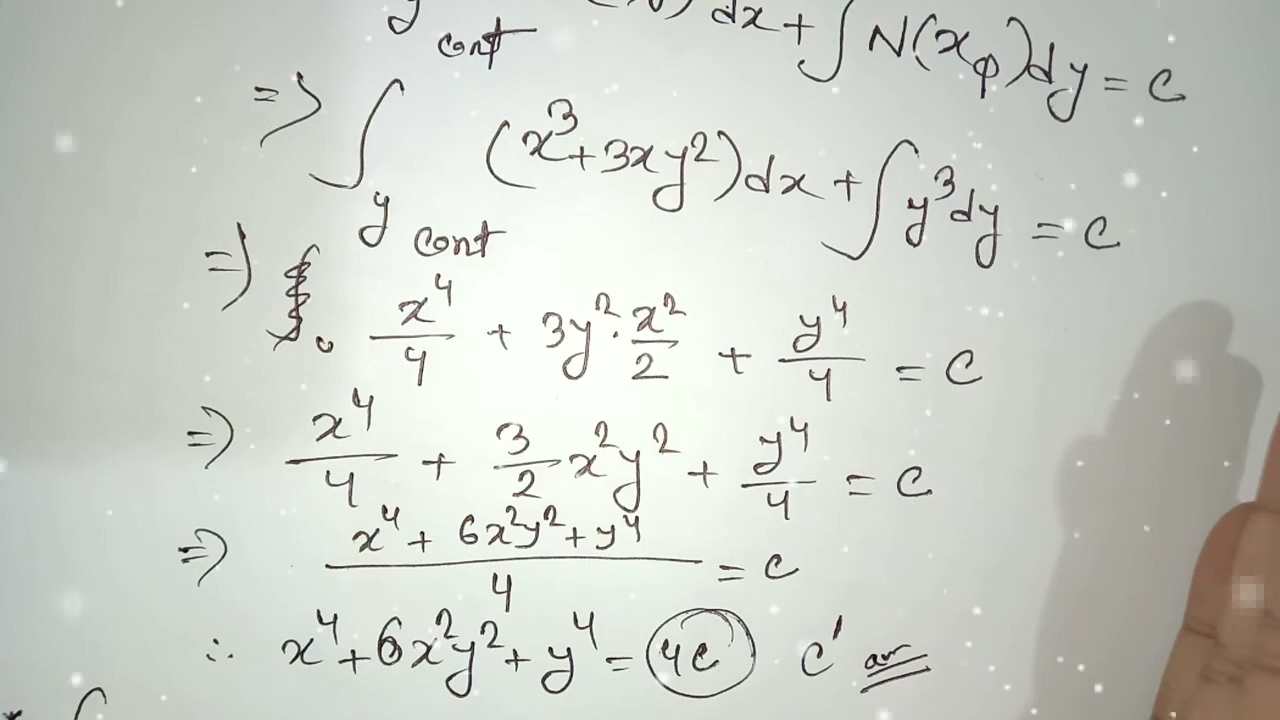 y cont dx + ∫ N(xφ)dy = c
=> ∫ y cont (x³ + 3xy²)dx + ∫ y³dy = c
=> x⁴/4 + 3y² · x²/2 + y⁴/4 = c
=> x⁴/4 + 3/2 x²y² + y⁴/4 = c
=> (x⁴ + 6x²y² + y⁴)/4 = c
∴ x⁴ + 6x²y² + y⁴ = 4c c' ans